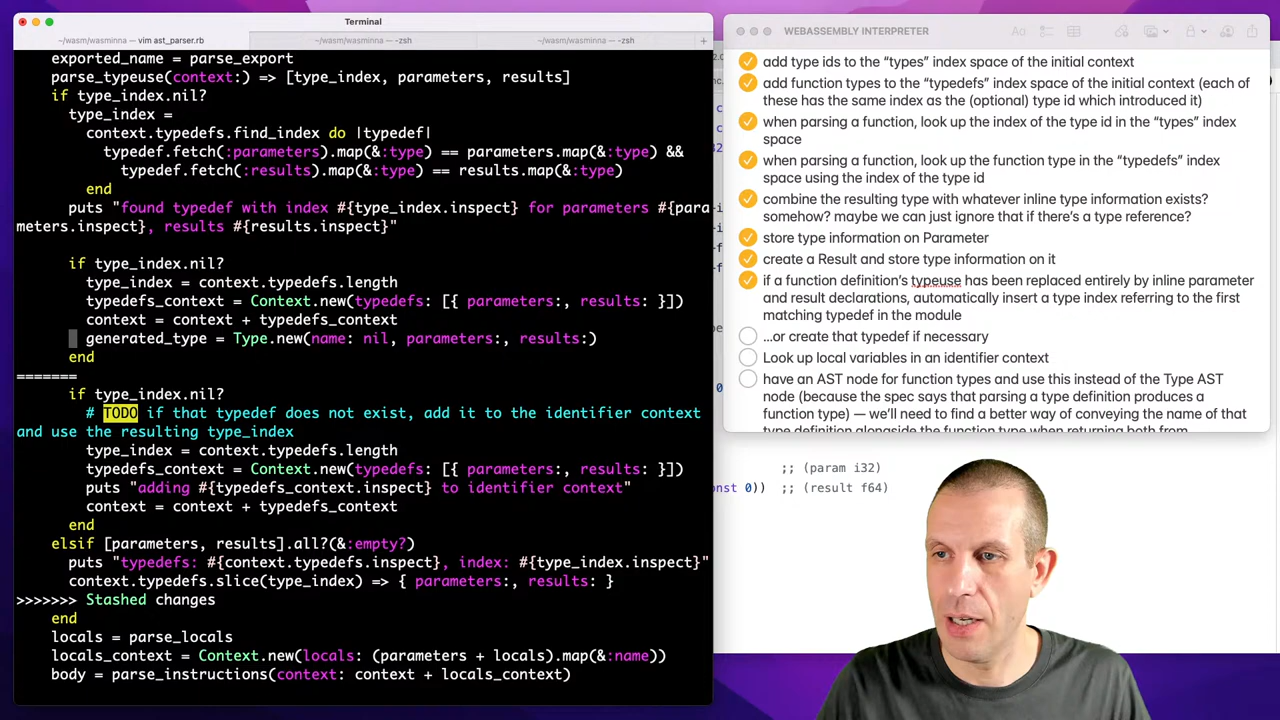 Terminal
~/wasm/wasminna — vim ast_parser.rb
~/wasm/wasminna — -zsh
~/wasm/wasminna — -zsh
+
exported_name = parse_export
parse_typeuse(context:) => [type_index, parameters, results]
if type_index.nil?
type_index =
context.typedefs.find_index do |typedef|
typedef.fetch(:parameters).map(&:type) == parameters.map(&:type) &&
typedef.fetch(:results).map(&:type) == results.map(&:type)
end
puts "found typedef with index #{type_index.inspect} for parameters #{para
meters.inspect}, results #{results.inspect}"
if type_index.nil?
type_index = context.typedefs.length
typedefs_context = Context.new(typedefs: [{ parameters:, results: }])
context = context + typedefs_context
generated_type = Type.new(name: nil, parameters:, results:)
end
=======
if type_index.nil?
# TODO if that typedef does not exist, add it to the identifier context
and use the resulting type_index
type_index = context.typedefs.length
typedefs_context = Context.new(typedefs: [{ parameters:, results: }])
puts "adding #{typedefs_context.inspect} to identifier context"
context = context + typedefs_context
end
elsif [parameters, results].all?(&:empty?)
puts "typedefs: #{context.typedefs.inspect}, index: #{type_index.inspect}"
context.typedefs.slice(type_index) => { parameters:, results: }
>>>>>>> Stashed changes
end
locals = parse_locals
locals_context = Context.new(locals: (parameters + locals).map(&:name))
body = parse_instructions(context: context + locals_context)
WEBASSEMBLY INTERPRETER
Aa
add type ids to the “types” index space of the initial context
add function types to the “typedefs” index space of the initial context (each of
these has the same index as the (optional) type id which introduced it)
when parsing a function, look up the index of the type id in the “types” index
space
when parsing a function, look up the function type in the “typedefs” index
space using the index of the type id
combine the resulting type with whatever inline type information exists?
somehow? maybe we can just ignore that if there’s a type reference?
store type information on Parameter
create a Result and store type information on it
if a function definition’s typeuse has been replaced entirely by inline parameter
and result declarations, automatically insert a type index referring to the first
matching typedef in the module
…or create that typedef if necessary
Look up local variables in an identifier context
have an AST node for function types and use this instead of the Type AST
node (because the spec says that parsing a type definition produces a
function type) — we’ll need to find a better way of conveying the name of that
type definition alongside the function type when returning both from
;; (param i32)
onst 0)) ;; (result f64)